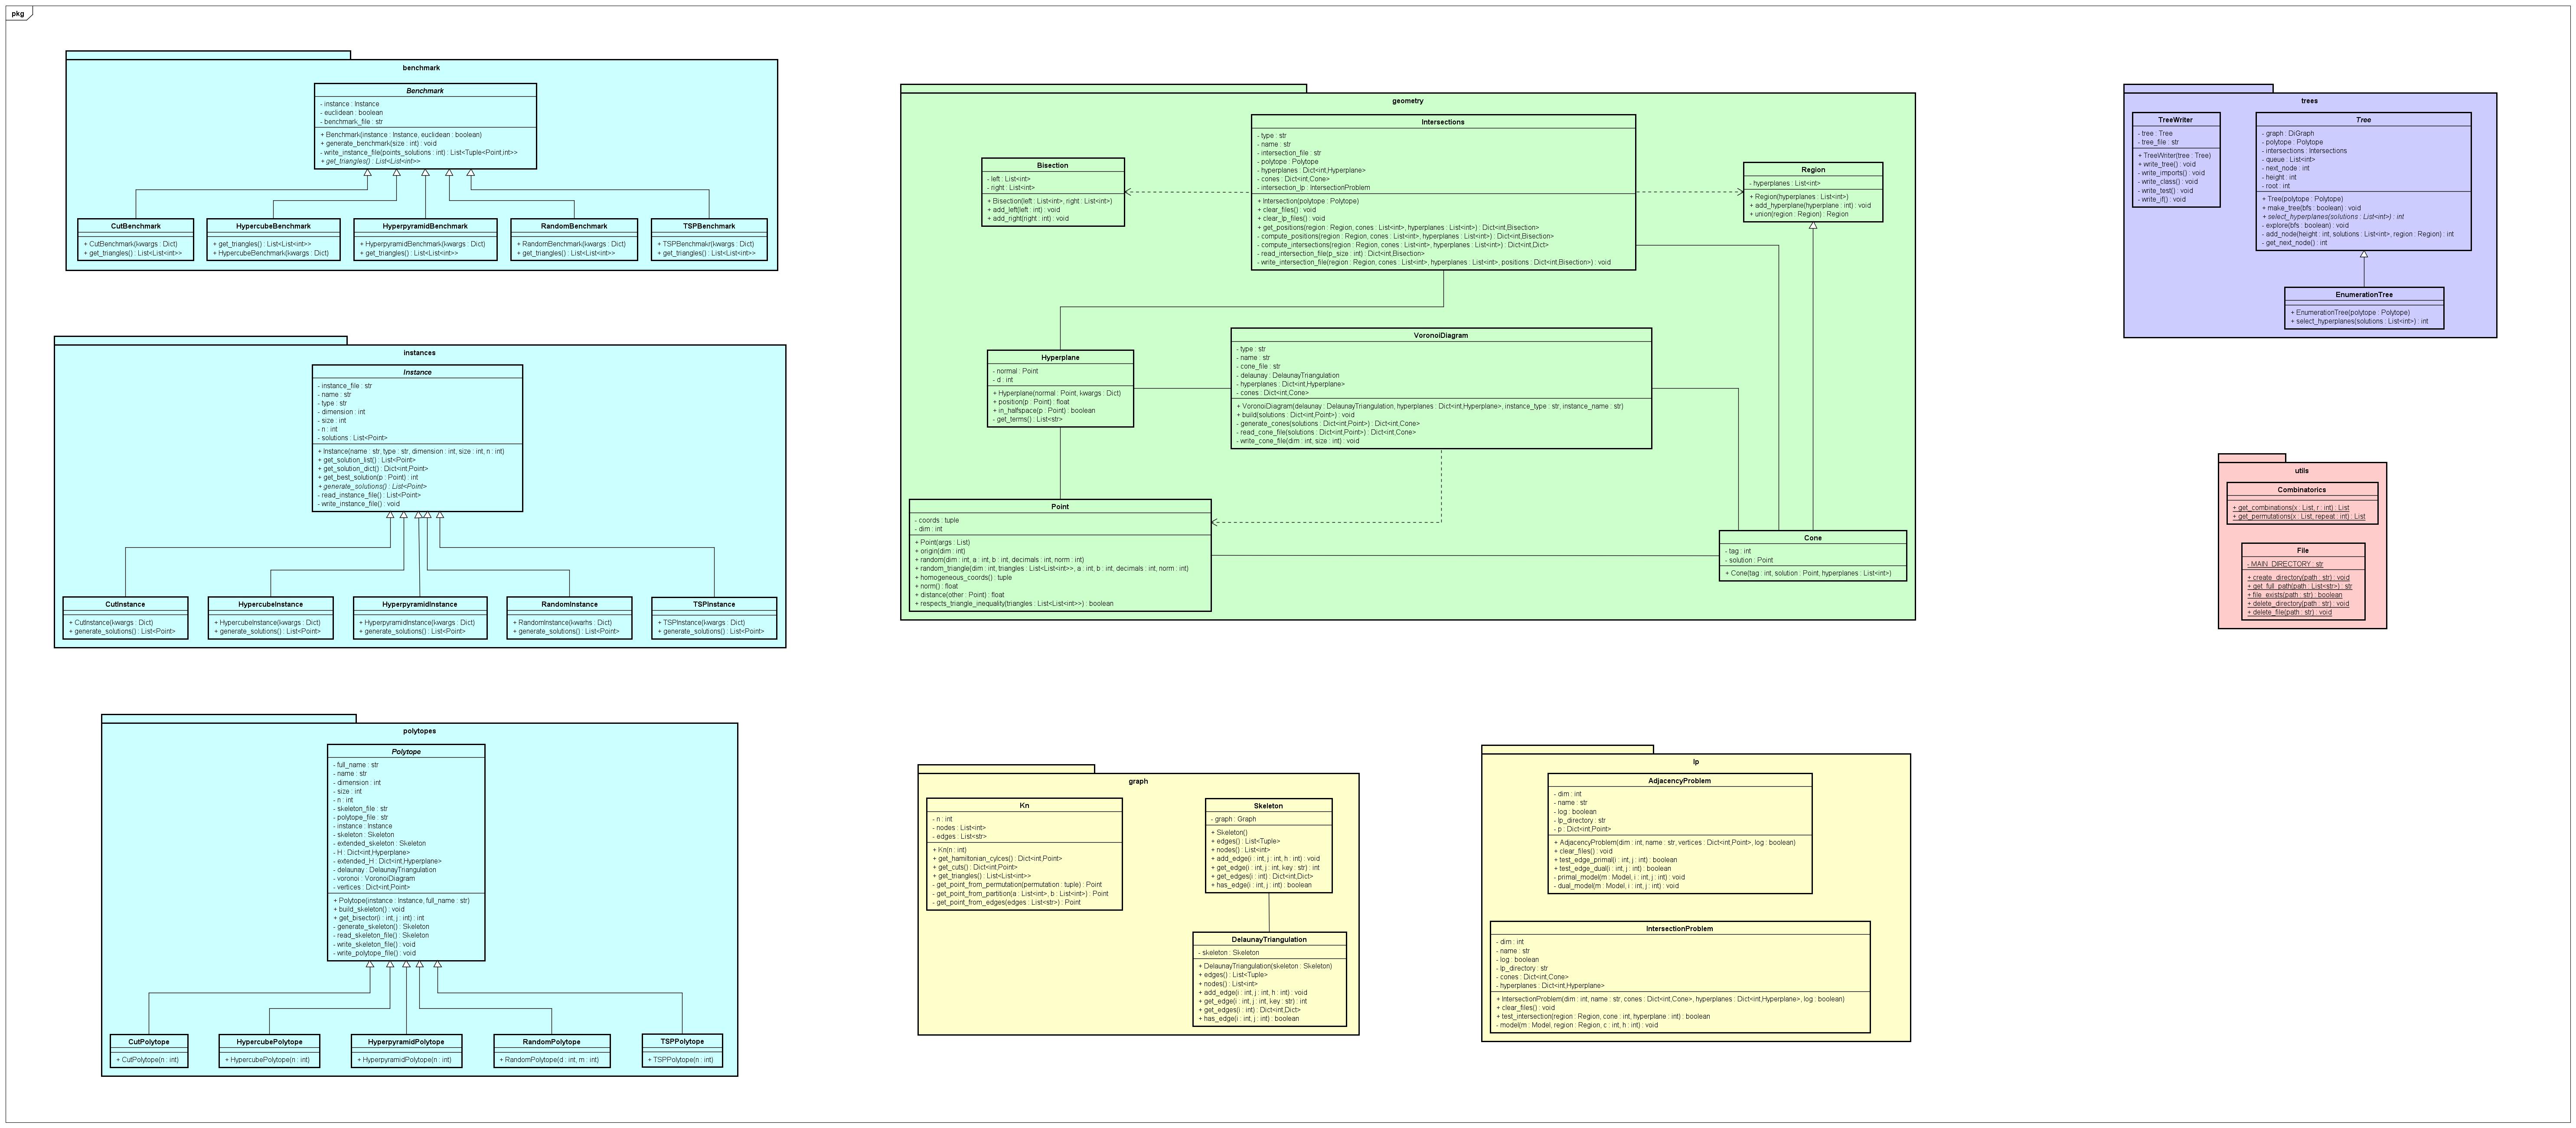 pkg
benchmark
Benchmark
- instance : Instance
- euclidean : boolean
- benchmark_file : str
+ Benchmark(instance : Instance, euclidean : boolean)
+ generate_benchmark(size : int) : void
- write_instance_file(points_solutions : int) : List<Tuple<Point,int>>
+ get_triangles() : List<List<int>>
CutBenchmark
+ CutBenchmark(kwargs : Dict)
+ get_triangles() : List<List<int>>
HypercubeBenchmark
+ get_triangles() : List<List<int>>
+ HypercubeBenchmark(kwargs : Dict)
HyperpyramidBenchmark
+ HyperpyramidBenchmark(kwargs : Dict)
+ get_triangles() : List<List<int>>
RandomBenchmark
+ RandomBenchmark(kwargs : Dict)
+ get_triangles() : List<List<int>>
TSPBenchmark
+ TSPBenchmakr(kwargs : Dict)
+ get_triangles() : List<List<int>>
instances
Instance
- instance_file : str
- name : str
- type : str
- dimension : int
- size : int
- n : int
- solutions : List<Point>
+ Instance(name : str, type : str, dimension : int, size : int, n : int)
+ get_solution_list() : List<Point>
+ get_solution_dict() : Dict<int,Point>
+ get_best_solution(p : Point) : int
+ generate_solutions() : List<Point>
- read_instance_file() : List<Point>
- write_instance_file() : void
CutInstance
+ CutInstance(kwargs : Dict)
+ generate_solutions() : List<Point>
HypercubeInstance
+ HypercubeInstance(kwargs : Dict)
+ generate_solutions() : List<Point>
HyperpyramidInstance
+ HyperpyramidInstance(kwargs : Dict)
+ generate_solutions() : List<Point>
RandomInstance
+ RandomInstance(kwarhs : Dict)
+ generate_solutions() : List<Point>
TSPInstance
+ TSPInstance(kwargs : Dict)
+ generate_solutions() : List<Point>
polytopes
Polytope
- full_name : str
- name : str
- dimension : int
- size : int
- n : int
- skeleton_file : str
- polytope_file : str
- instance : Instance
- skeleton : Skeleton
- extended_skeleton : Skeleton
- H : Dict<int,Hyperplane>
- extended_H : Dict<int,Hyperplane>
- delaunay : DelaunayTriangulation
- voronoi : VoronoiDiagram
- vertices : Dict<int,Point>
+ Polytope(instance : Instance, full_name : str)
+ build_skeleton() : void
+ get_bisector(i : int, j : int) : int
- generate_skeleton() : Skeleton
- read_skeleton_file() : Skeleton
- write_skeleton_file() : void
- write_polytope_file() : void
CutPolytope
+ CutPolytope(n : int)
HypercubePolytope
+ HypercubePolytope(n : int)
HyperpyramidPolytope
+ HyperpyramidPolytope(n : int)
RandomPolytope
+ RandomPolytope(d : int, m : int)
TSPPolytope
+ TSPPolytope(n : int)
geometry
Intersections
- type : str
- name : str
- intersection_file : str
- polytope : Polytope
- hyperplanes : Dict<int,Hyperplane>
- cones : Dict<int,Cone>
- intersection_lp : IntersectionProblem
+ Intersection(polytope : Polytope)
+ clear_files() : void
+ clear_lp_files() : void
+ get_positions(region : Region, cones : List<int>, hyperplanes : List<int>) : Dict<int,Bisection>
- compute_positions(region : Region, cones : List<int>, hyperplanes : List<int>) : Dict<int,Bisection>
- compute_intersections(region : Region, cones : List<int>, hyperplanes : List<int>) : Dict<int,Dict>
- read_intersection_file(p_size : int) : Dict<int,Bisection>
- write_intersection_file(region : Region, cones : List<int>, hyperplanes : List<int>, positions : Dict<int,Bisection>) : void
Bisection
- left : List<int>
- right : List<int>
+ Bisection(left : List<int>, right : List<int>)
+ add_left(left : int) : void
+ add_right(right : int) : void
Region
- hyperplanes : List<int>
+ Region(hyperplanes : List<int>)
+ add_hyperplane(hyperplane : int) : void
+ union(region : Region) : Region
Hyperplane
- normal : Point
- d : int
+ Hyperplane(normal : Point, kwargs : Dict)
+ position(p : Point) : float
+ in_halfspace(p : Point) : boolean
- get_terms() : List<str>
VoronoiDiagram
- type : str
- name : str
- cone_file : str
- delaunay : DelaunayTriangulation
- hyperplanes : Dict<int,Hyperplane>
- cones : Dict<int,Cone>
+ VoronoiDiagram(delaunay : DelaunayTriangulation, hyperplanes : Dict<int,Hyperplane>, instance_type : str, instance_name : str)
+ build(solutions : Dict<int,Point>) : void
- generate_cones(solutions : Dict<int,Point>) : Dict<int,Cone>
- read_cone_file(solutions : Dict<int,Point>) : Dict<int,Cone>
- write_cone_file(dim : int, size : int) : void
Point
- coords : tuple
- dim : int
+ Point(args : List)
+ origin(dim : int)
+ random(dim : int, a : int, b : int, decimals : int, norm : int)
+ random_triangle(dim : int, triangles : List<List<int>>, a : int, b : int, decimals : int, norm : int)
+ homogeneous_coords() : tuple
+ norm() : float
+ distance(other : Point) : float
+ respects_triangle_inequality(triangles : List<List<int>>) : boolean
Cone
- tag : int
- solution : Point
+ Cone(tag : int, solution : Point, hyperplanes : List<int>)
graph
Kn
- n : int
- nodes : List<int>
- edges : List<str>
+ Kn(n : int)
+ get_hamiltonian_cylces() : Dict<int,Point>
+ get_cuts() : Dict<int,Point>
+ get_triangles() : List<List<int>>
- get_point_from_permutation(permutation : tuple) : Point
- get_point_from_partition(a : List<int>, b : List<int>) : Point
- get_point_from_edges(edges : List<str>) : Point
Skeleton
- graph : Graph
+ Skeleton()
+ edges() : List<Tuple>
+ nodes() : List<int>
+ add_edge(i : int, j : int, h : int) : void
+ get_edge(i : int, j : int, key : str) : int
+ get_edges(i : int) : Dict<int,Dict>
+ has_edge(i : int, j : int) : boolean
DelaunayTriangulation
- skeleton : Skeleton
+ DelaunayTriangulation(skeleton : Skeleton)
+ edges() : List<Tuple>
+ nodes() : List<int>
+ add_edge(i : int, j : int, h : int) : void
+ get_edge(i : int, j : int, key : str) : int
+ get_edges(i : int) : Dict<int,Dict>
+ has_edge(i : int, j : int) : boolean
lp
AdjacencyProblem
- dim : int
- name : str
- log : boolean
- lp_directory : str
- p : Dict<int,Point>
+ AdjacencyProblem(dim : int, name : str, vertices : Dict<int,Point>, log : boolean)
+ clear_files() : void
+ test_edge_primal(i : int, j : int) : boolean
+ test_edge_dual(i : int, j : int) : boolean
- primal_model(m : Model, i : int, j : int) : void
- dual_model(m : Model, i : int, j : int) : void
IntersectionProblem
- dim : int
- name : str
- log : boolean
- lp_directory : str
- cones : Dict<int,Cone>
- hyperplanes : Dict<int,Hyperplane>
+ IntersectionProblem(dim : int, name : str, cones : Dict<int,Cone>, hyperplanes : Dict<int,Hyperplane>, log : boolean)
+ clear_files() : void
+ test_intersection(region : Region, cone : int, hyperplane : int) : boolean
- model(m : Model, region : Region, c : int, h : int) : void
trees
TreeWriter
- tree : Tree
- tree_file : str
+ TreeWriter(tree : Tree)
+ write_tree() : void
- write_imports() : void
- write_class() : void
- write_test() : void
- write_if() : void
Tree
- graph : DiGraph
- polytope : Polytope
- intersections : Intersections
- queue : List<int>
- next_node : int
- height : int
- root : int
+ Tree(polytope : Polytope)
+ make_tree(bfs : boolean) : void
+ select_hyperplanes(solutions : List<int>) : int
- explore(bfs : boolean) : void
- add_node(height : int, solutions : List<int>, region : Region) : int
- get_next_node() : int
EnumerationTree
+ EnumerationTree(polytope : Polytope)
+ select_hyperplanes(solutions : List<int>) : int
utils
Combinatorics
+ get_combinations(x : List, r : int) : List
+ get_permutations(x : List, repeat : int) : List
File
- MAIN_DIRECTORY : str
+ create_directory(path : str) : void
+ get_full_path(path : List<str>) : str
+ file_exists(path : str) : boolean
+ delete_directory(path : str) : void
+ delete_file(path : str) : void